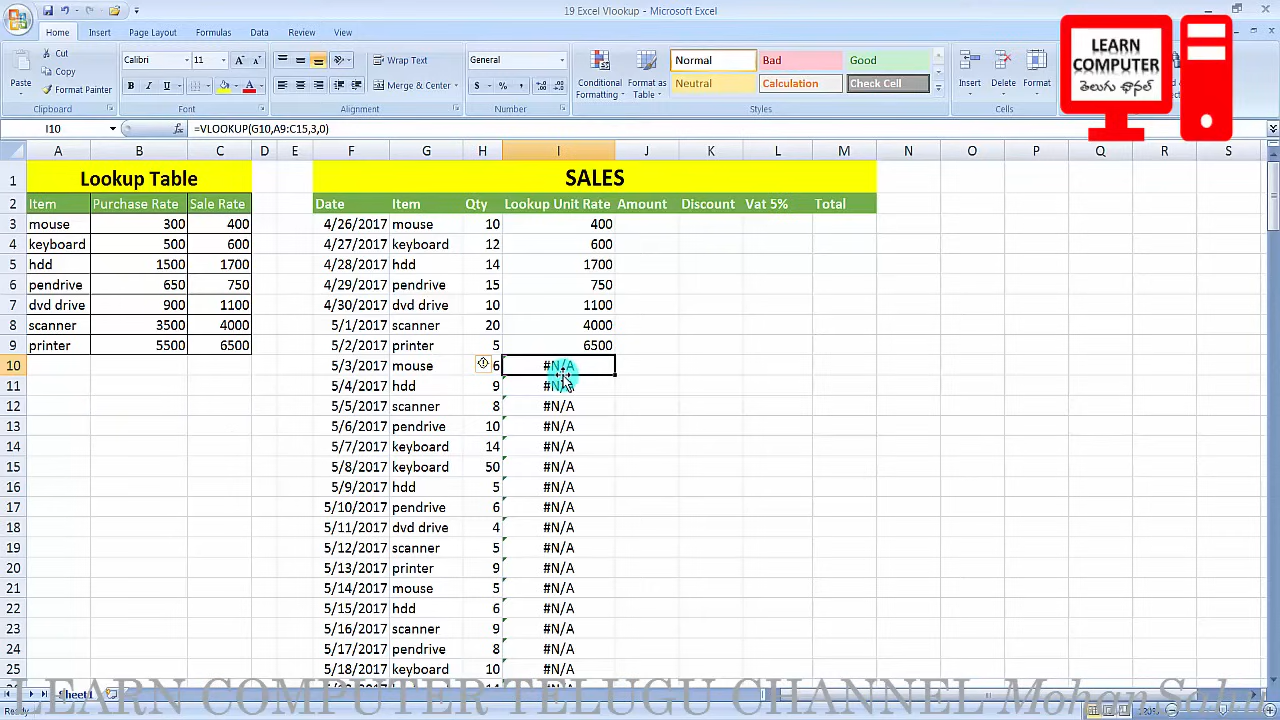 19 Excel Vlookup - Microsoft Excel
Home Insert Page Layout Formulas Data Review View
LEARN
COMPUTER
తెలుగు ఛానల్
Paste
Cut
Copy
Format Painter
Clipboard
Calibri 11
B I U
Font
Merge & Center
Alignment
General
Number
Conditional Formatting
Format as Table
Normal Bad Good
Neutral Calculation Check Cell
Styles
Insert Delete Format
Cells
I10 =VLOOKUP(G10,A9:C15,3,0)
A B C D E F G H I J K L M N O P Q R S
1 Lookup Table SALES
2 Item Purchase Rate Sale Rate Date Item Qty Lookup Unit Rate Amount Discount Vat 5% Total
3 mouse 300 400 4/26/2017 mouse 10 400
4 keyboard 500 600 4/27/2017 keyboard 12 600
5 hdd 1500 1700 4/28/2017 hdd 14 1700
6 pendrive 650 750 4/29/2017 pendrive 15 750
7 dvd drive 900 1100 4/30/2017 dvd drive 10 1100
8 scanner 3500 4000 5/1/2017 scanner 20 4000
9 printer 5500 6500 5/2/2017 printer 5 6500
10 5/3/2017 mouse 6 #N/A
11 5/4/2017 hdd 9 #N/A
12 5/5/2017 scanner 8 #N/A
13 5/6/2017 pendrive 10 #N/A
14 5/7/2017 keyboard 14 #N/A
15 5/8/2017 keyboard 50 #N/A
16 5/9/2017 hdd 5 #N/A
17 5/10/2017 pendrive 6 #N/A
18 5/11/2017 dvd drive 4 #N/A
19 5/12/2017 scanner 5 #N/A
20 5/13/2017 printer 9 #N/A
21 5/14/2017 mouse 5 #N/A
22 5/15/2017 hdd 6 #N/A
23 5/16/2017 scanner 9 #N/A
24 5/17/2017 pendrive 8 #N/A
25 5/18/2017 keyboard 10 #N/A
Sheet1
LEARN COMPUTER TELUGU CHANNEL Mohan
Ready